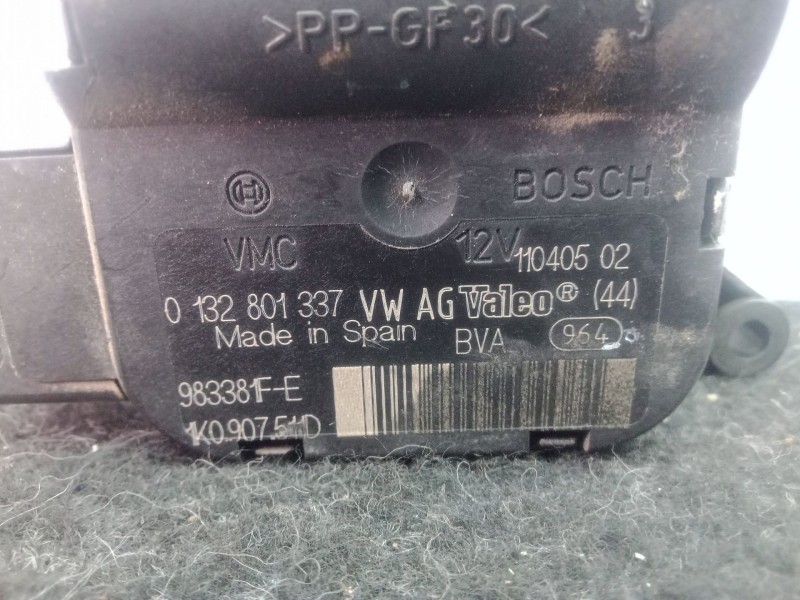 >PP-GF30< 3
BOSCH
VMC 12V 110405 02
0 132 801 337 VW AG Valeo® (44)
Made in Spain BVA 964
983381F-E
1K0.907.511D